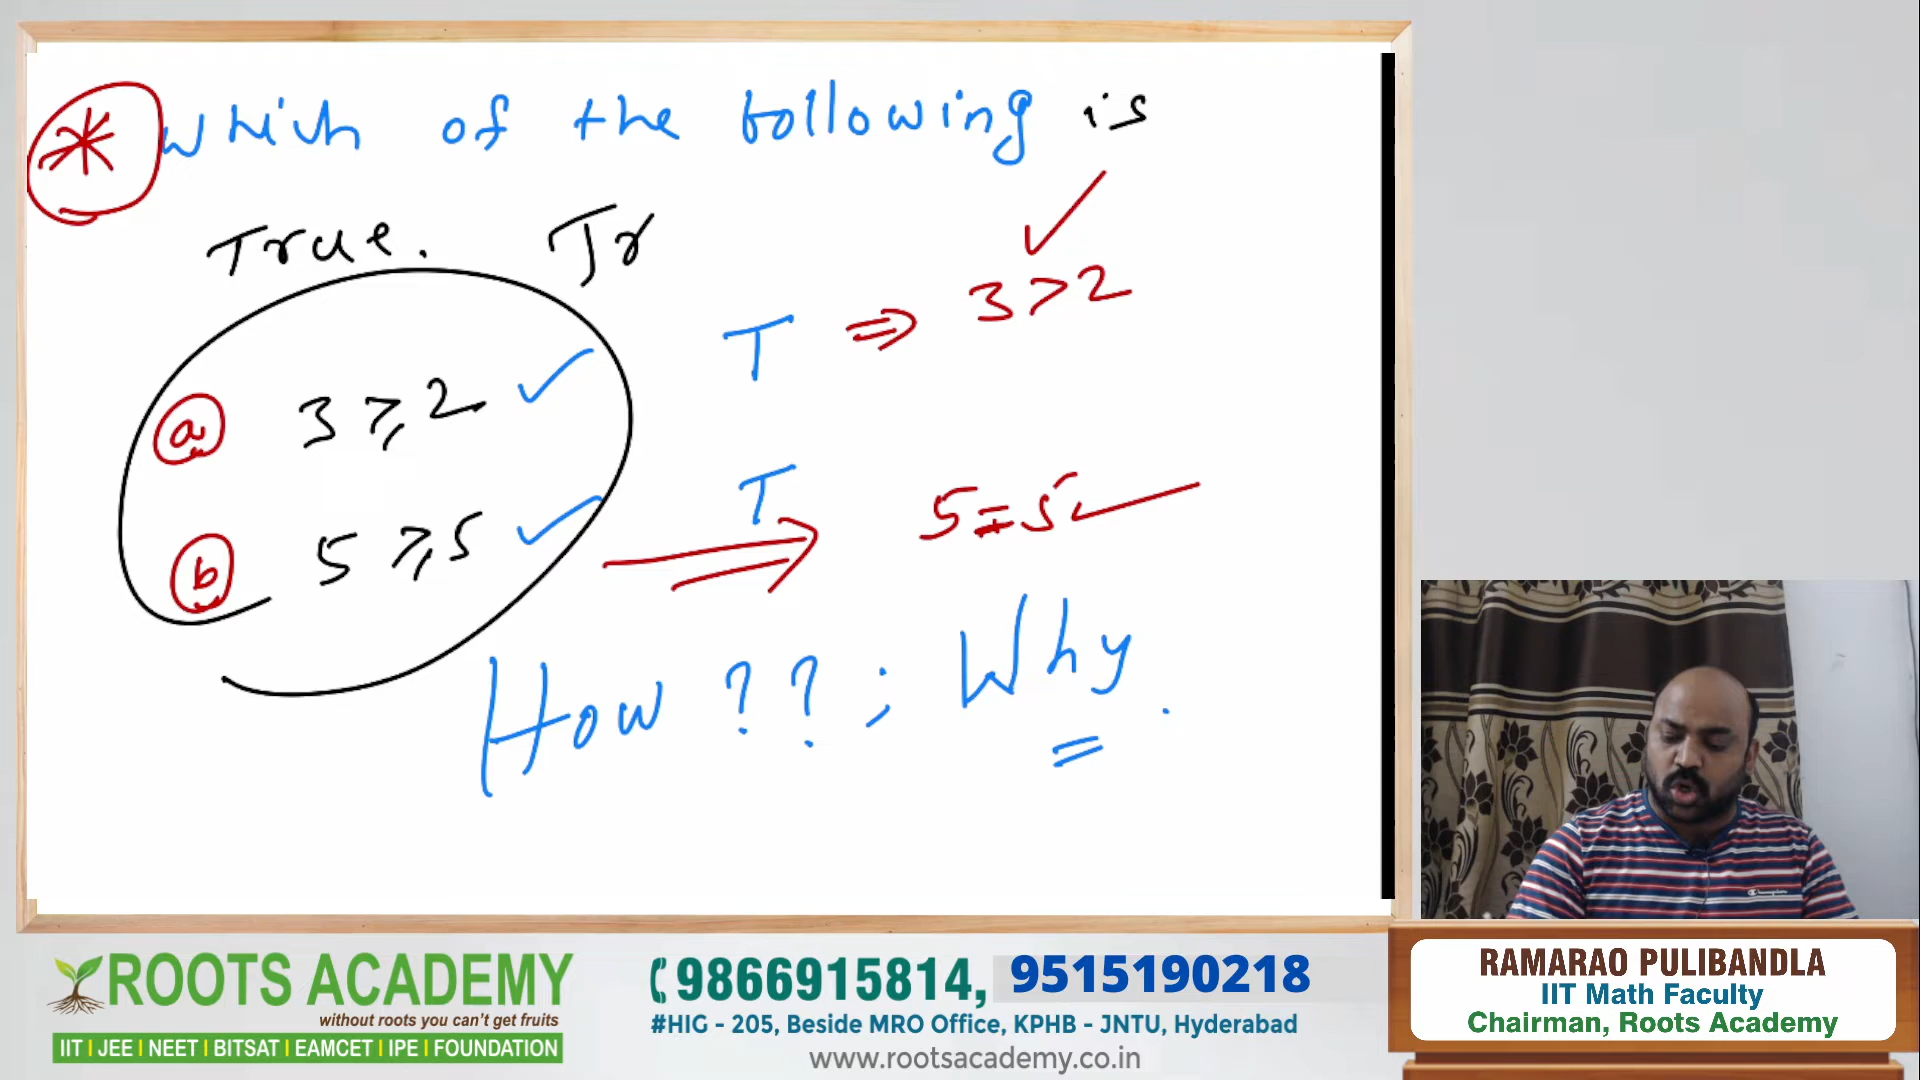 * Which of the following is
True. Tr
T ⇒ 3 > 2
a 3 ⩾ 2 ✓
b 5 ⩾ 5 ✓ T ⇒ 5 = 5
How ?? ; Why
ROOTS ACADEMY
without roots you can't get fruits
IIT | JEE | NEET | BITSAT | EAMCET | IPE | FOUNDATION
9866915814, 9515190218
#HIG - 205, Beside MRO Office, KPHB - JNTU, Hyderabad
www.rootsacademy.co.in
RAMARAO PULIBANDLA
IIT Math Faculty
Chairman, Roots Academy